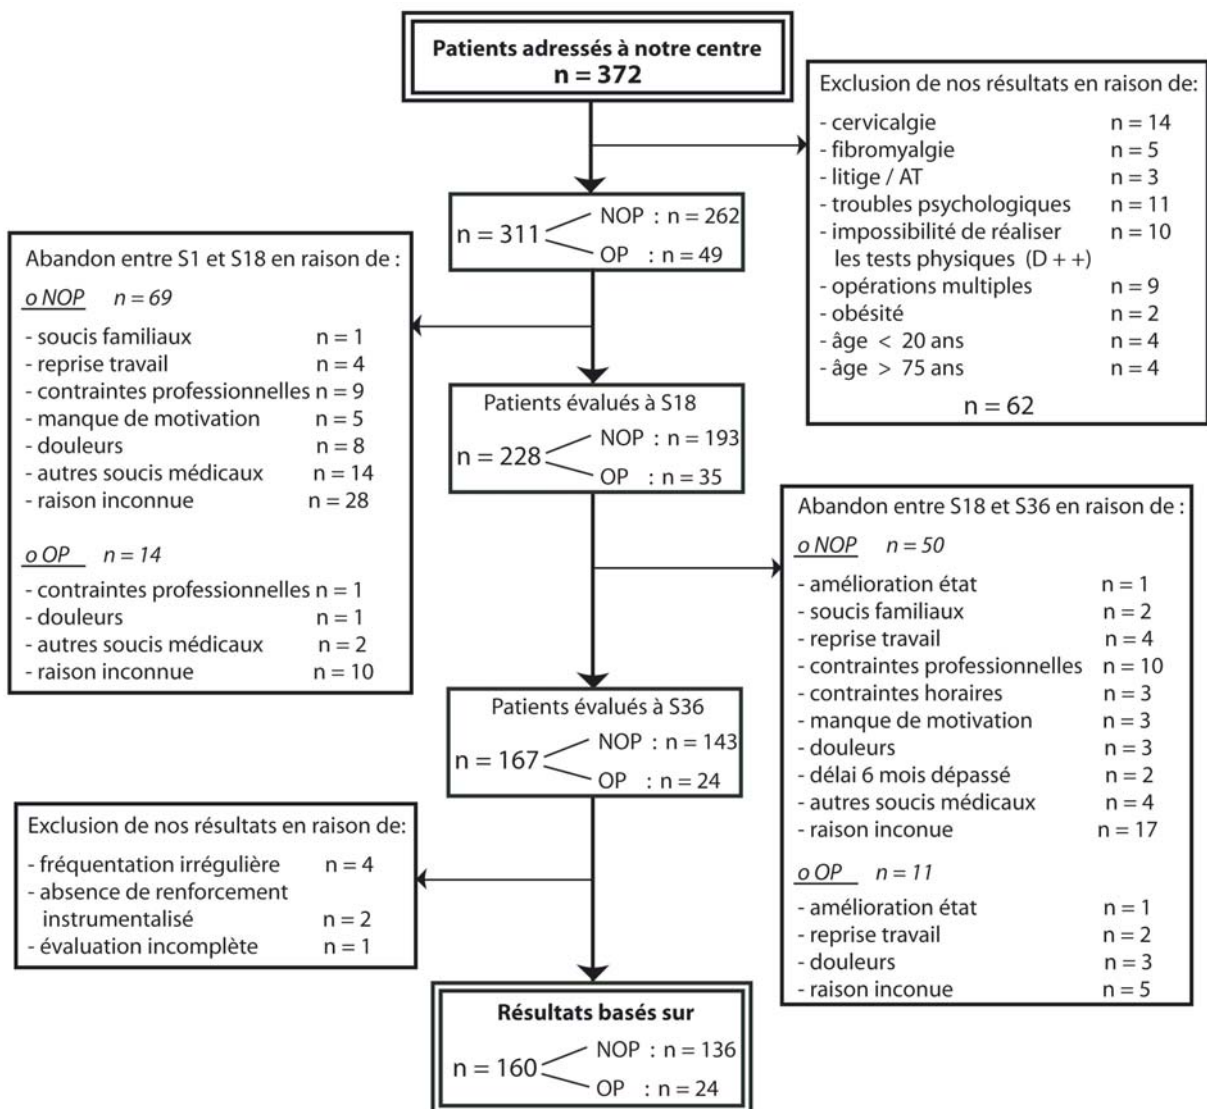 Patients adressés à notre centre
n = 372
Exclusion de nos résultats en raison de:
- cervicalgie n = 14
- fibromyalgie n = 5
- litige / AT n = 3
- troubles psychologiques n = 11
- impossibilité de réaliser n = 10
les tests physiques (D + +)
- opérations multiples n = 9
- obésité n = 2
- âge < 20 ans n = 4
- âge > 75 ans n = 4
n = 62
NOP : n = 262
n = 311
OP : n = 49
Abandon entre S1 et S18 en raison de :
o NOP n = 69
- soucis familiaux n = 1
- reprise travail n = 4
- contraintes professionnelles n = 9
- manque de motivation n = 5
- douleurs n = 8
- autres soucis médicaux n = 14
- raison inconnue n = 28
o OP n = 14
- contraintes professionnelles n = 1
- douleurs n = 1
- autres soucis médicaux n = 2
- raison inconnue n = 10
Patients évalués à S18
NOP : n = 193
n = 228
OP : n = 35
Abandon entre S18 et S36 en raison de :
o NOP n = 50
- amélioration état n = 1
- soucis familiaux n = 2
- reprise travail n = 4
- contraintes professionnelles n = 10
- contraintes horaires n = 3
- manque de motivation n = 3
- douleurs n = 3
- délai 6 mois dépassé n = 2
- autres soucis médicaux n = 4
- raison inconue n = 17
o OP n = 11
- amélioration état n = 1
- reprise travail n = 2
- douleurs n = 3
- raison inconue n = 5
Patients évalués à S36
NOP : n = 143
n = 167
OP : n = 24
Exclusion de nos résultats en raison de:
- fréquentation irrégulière n = 4
- absence de renforcement
instrumentalisé n = 2
- évaluation incomplète n = 1
Résultats basés sur
NOP : n = 136
n = 160
OP : n = 24